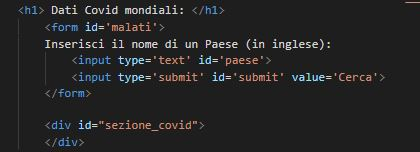 <h1> Dati Covid mondiali: </h1>
<form id='malati'>
Inserisci il nome di un Paese (in inglese):
<input type='text' id='paese'>
<input type='submit' id='submit' value='Cerca'>
</form>
<div id="sezione_covid">
</div>